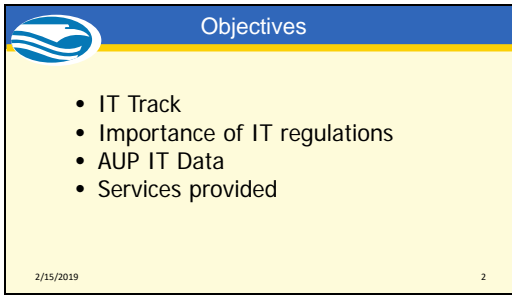 Objectives
• IT Track
• Importance of IT regulations
• AUP IT Data
• Services provided
2/15/2019 2